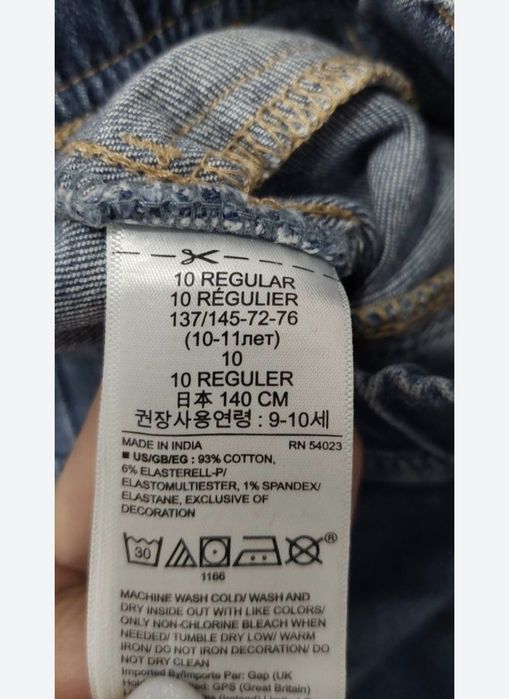 10 REGULAR
10 RÉGULIER
137/145-72-76
(10-11лет)
10
10 REGULER
日本 140 CM
권장사용연령 : 9-10세
MADE IN INDIA RN 54023
■ US/GB/EG : 93% COTTON,
6% ELASTERELL-P/
ELASTOMULTIESTER, 1% SPANDEX/
ELASTANE, EXCLUSIVE OF
DECORATION
30
®
1166
MACHINE WASH COLD/ WASH AND
DRY INSIDE OUT WITH LIKE COLORS/
ONLY NON-CHLORINE BLEACH WHEN
NEEDED/ TUMBLE DRY LOW/ WARM
IRON/ DO NOT IRON DECORATION/ DO
NOT DRY CLEAN
Imported by/Importe Par: Gap (UK
GPS (Great Britain)